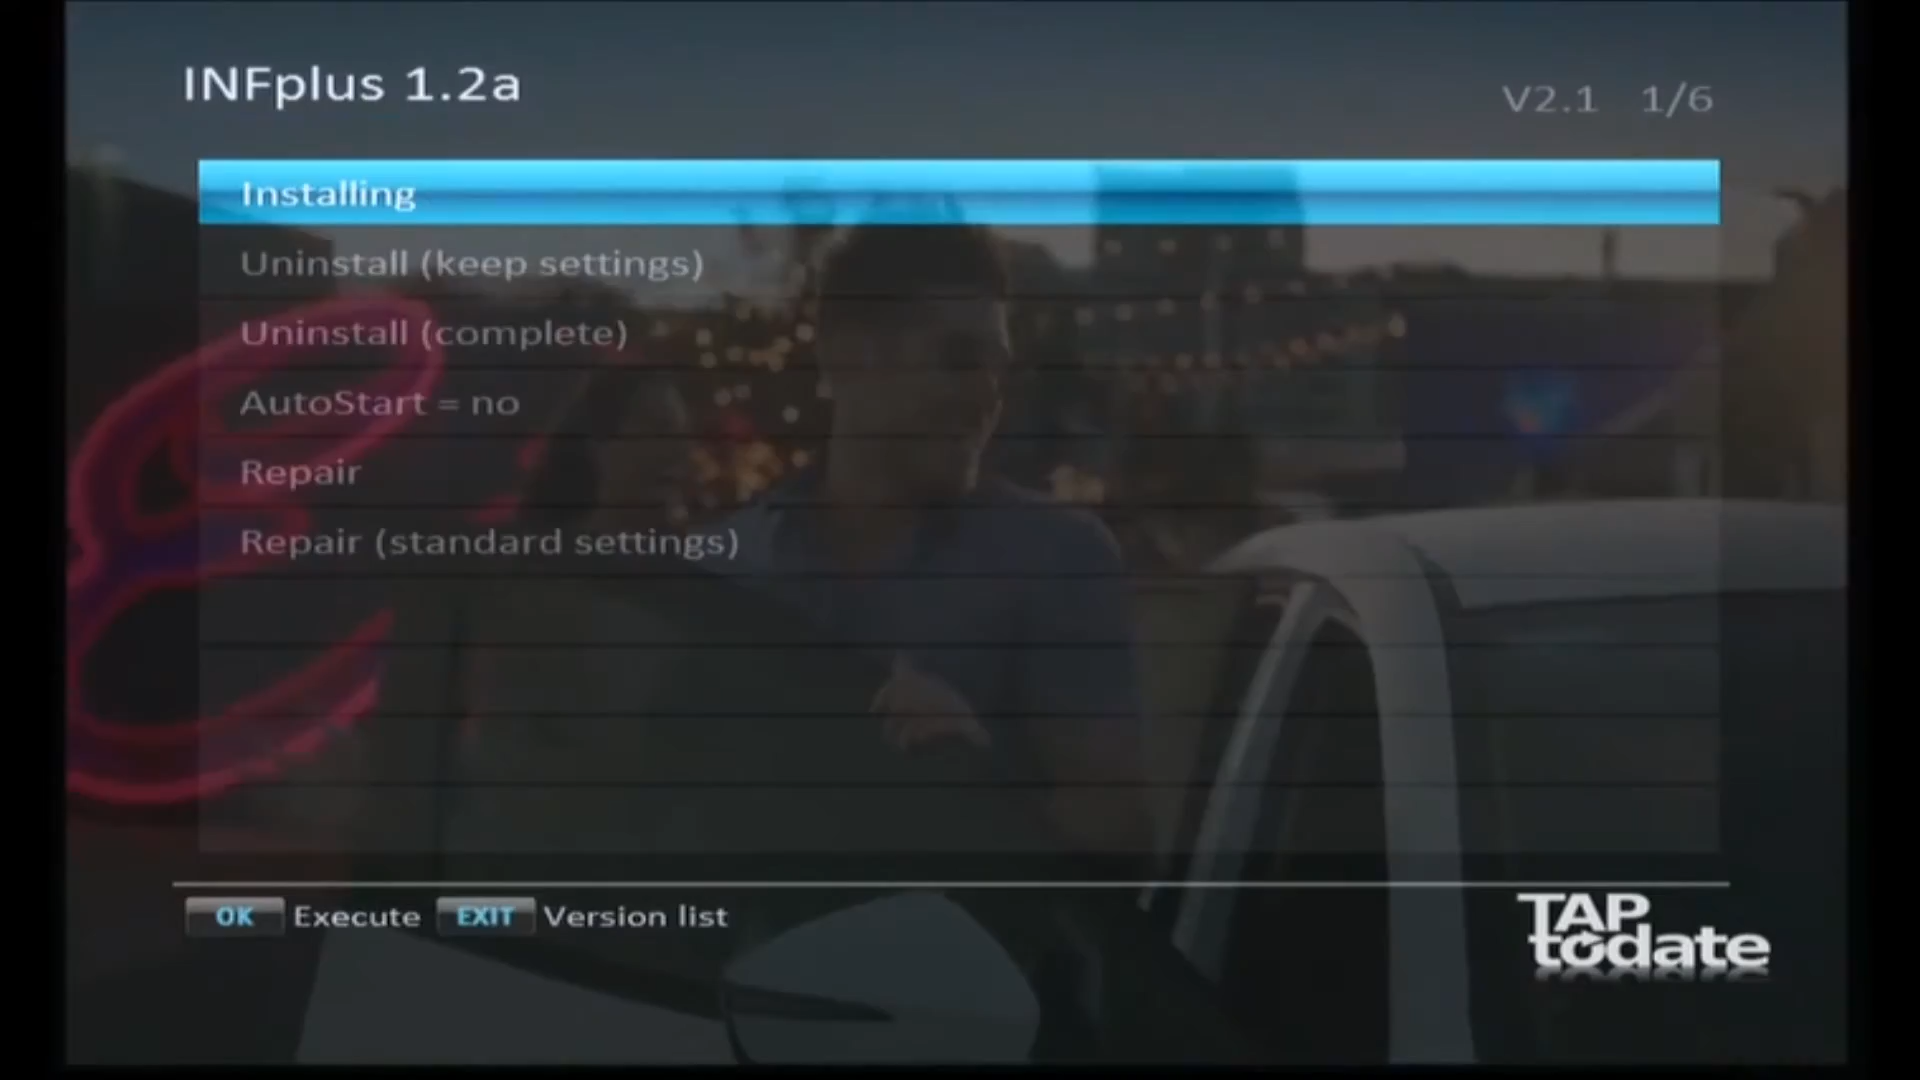 INFplus 1.2a
V2.1 1/6
Installing
Uninstall (keep settings)
Uninstall (complete)
AutoStart = no
Repair
Repair (standard settings)
OK Execute EXIT Version list
TAP
todate